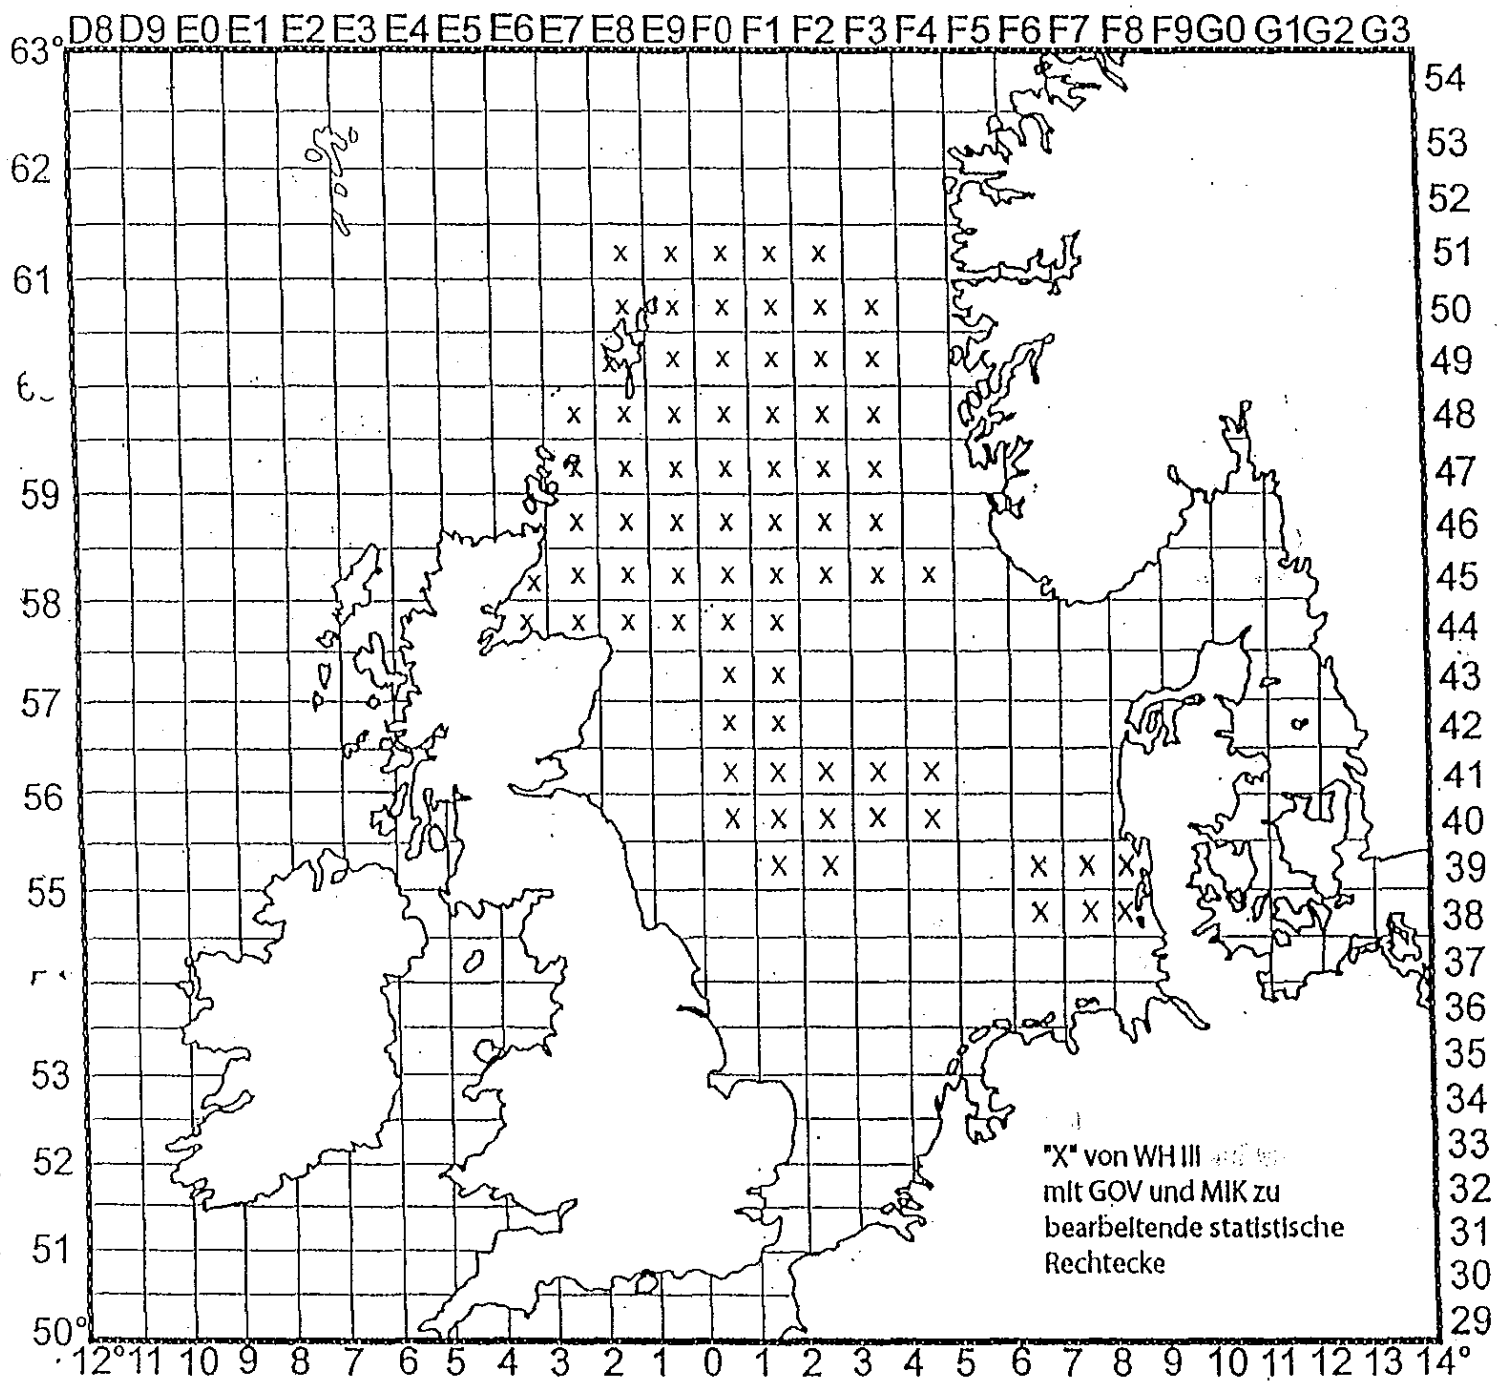 D8 D9 E0 E1 E2 E3 E4 E5 E6 E7 E8 E9 F0 F1 F2 F3 F4 F5 F6 F7 F8 F9 G0 G1 G2 G3
63°
54
53
62
52
x x x x x
51
61
x x x x x x
50
x x x x x x
49
x x x x x x x
48
x x x x x x x
47
59
x x x x x x x
46
x x x x x x x x x
45
58
x x x x x x
44
x x
43
57
x x
42
x x x x x
41
56
x x x x x
40
x x x x x
39
55
x x x
38
37
36
35
53
34
33
"X" von WH III
52
mit GOV und MIK zu
32
bearbeitende statistische
31
51
Rechtecke
30
50°
29
12° 11 10 9 8 7 6 5 4 3 2 1 0 1 2 3 4 5 6 7 8 9 10 11 12 13 14°